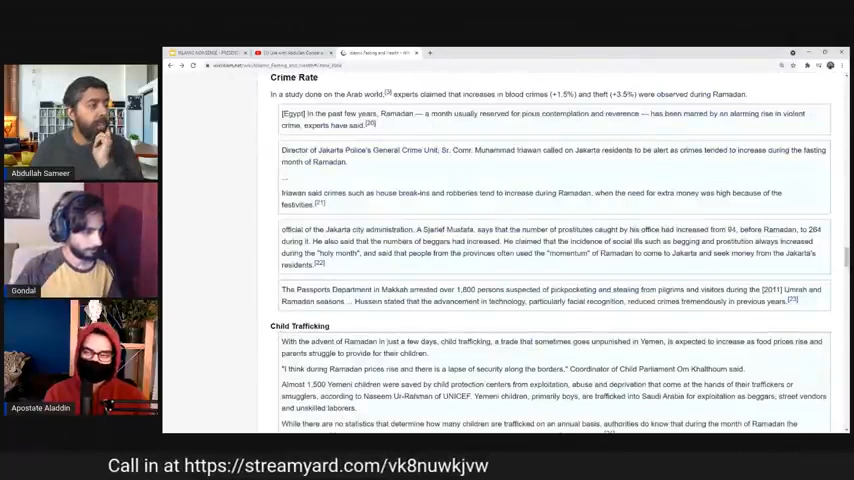 ISLAMIC NONSENSE - PRESENT
Abdullah Sameer
Gondal
Apostate Aladdin
Crime Rate
In a study done on the Arab world,[3] experts claimed that increases in blood crimes (+1.5%) and theft (+3.5%) were observed during Ramadan.
[Egypt] In the past few years, Ramadan — a month usually reserved for pious contemplation and reverence — has been marred by an alarming rise in violent
crime, experts have said.[20]
Director of Jakarta Police's General Crime Unit, Sr. Comr. Muhammad Iriawan called on Jakarta residents to be alert as crimes tended to increase during the fasting
month of Ramadan.
...
Iriawan said crimes such as house break-ins and robberies tend to increase during Ramadan, when the need for extra money was high because of the
festivities.[21]
official of the Jakarta city administration, A Sjarief Mustafa, says that the number of prostitutes caught by his office had increased from 94, before Ramadan, to 264
during it. He also said that the numbers of beggars had increased. He claimed that the incidence of social ills such as begging and prostitution always increased
during the "holy month", and said that people from the provinces often used the "momentum" of Ramadan to come to Jakarta and seek money from the Jakarta's
residents.[22]
The Passports Department in Makkah arrested over 1,800 persons suspected of pickpocketing and stealing from pilgrims and visitors during the [2011] Umrah and
Ramadan seasons ... Hussein stated that the advancement in technology, particularly facial recognition, reduced crimes tremendously in previous years.[23]
Child Trafficking
With the advent of Ramadan in just a few days, child trafficking, a trade that sometimes goes unpunished in Yemen, is expected to increase as food prices rise and
parents struggle to provide for their children.
"I think during Ramadan prices rise and there is a lapse of security along the borders," Coordinator of Child Parliament Om Khalthoum said.
Almost 1,500 Yemeni children were saved by child protection centers from exploitation, abuse and deprivation that come at the hands of their traffickers or
smugglers, according to Naseem Ur-Rahman of UNICEF. Yemeni children, primarily boys, are trafficked into Saudi Arabia for exploitation as beggars, street vendors
and unskilled laborers.
While there are no statistics that determine how many children are trafficked on an annual basis, authorities do know that during the month of Ramadan the
Call in at https://streamyard.com/vk8nuwkjvw